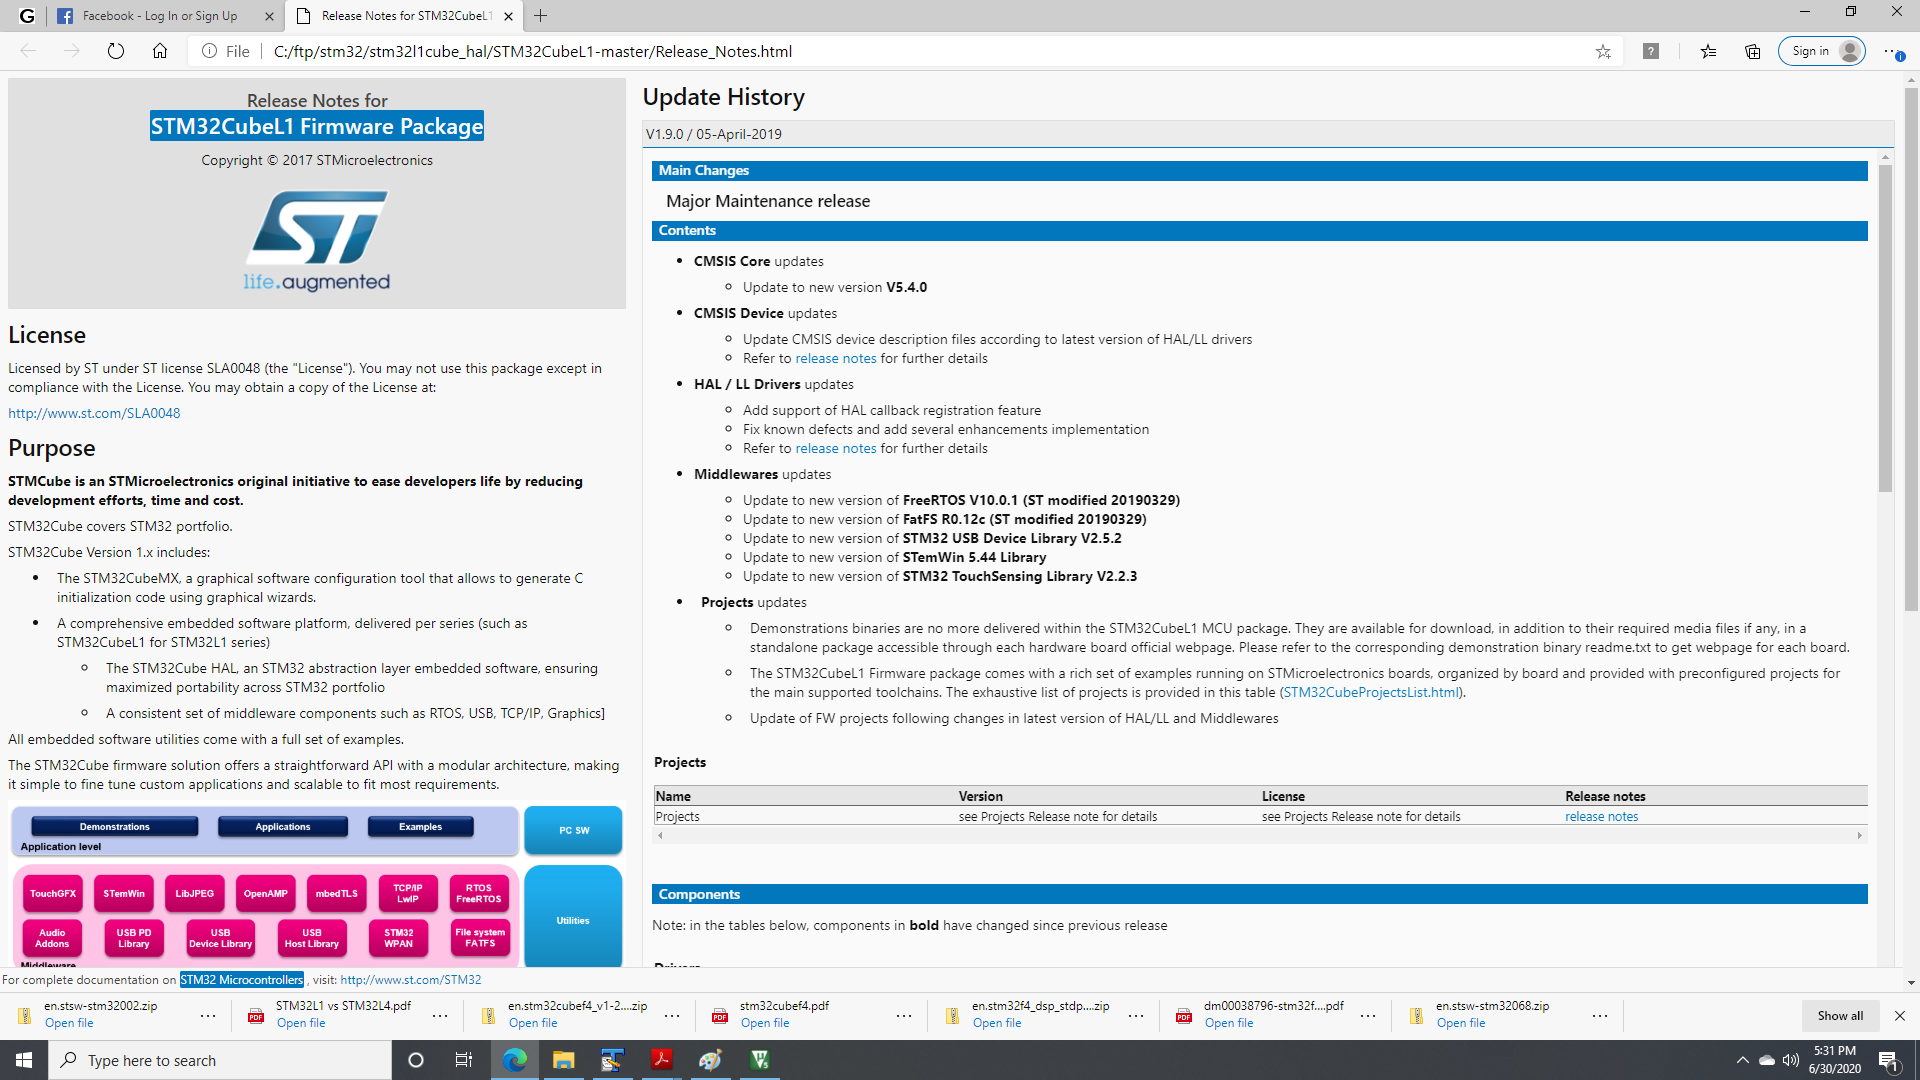 G
Facebook - Log In or Sign Up
Release Notes for STM32CubeL1
File
C:/ftp/stm32/stm32l1cube_hal/STM32CubeL1-master/Release_Notes.html
Sign in
Release Notes for
STM32CubeL1 Firmware Package
Copyright © 2017 STMicroelectronics
ST
life.augmented
License
Licensed by ST under ST license SLA0048 (the "License"). You may not use this package except in
compliance with the License. You may obtain a copy of the License at:
http://www.st.com/SLA0048
Purpose
STMCube is an STMicroelectronics original initiative to ease developers life by reducing
development efforts, time and cost.
STM32Cube covers STM32 portfolio.
STM32Cube Version 1.x includes:
The STM32CubeMX, a graphical software configuration tool that allows to generate C
initialization code using graphical wizards.
A comprehensive embedded software platform, delivered per series (such as
STM32CubeL1 for STM32L1 series)
The STM32Cube HAL, an STM32 abstraction layer embedded software, ensuring
maximized portability across STM32 portfolio
A consistent set of middleware components such as RTOS, USB, TCP/IP, Graphics]
All embedded software utilities come with a full set of examples.
The STM32Cube firmware solution offers a straightforward API with a modular architecture, making
it simple to fine tune custom applications and scalable to fit most requirements.
Demonstrations
Applications
Examples
PC SW
Application level
TouchGFX
STemWin
LibJPEG
OpenAMP
mbedTLS
TCP/IP
LwIP
RTOS
FreeRTOS
Utilities
Audio
Addons
USB PD
Library
USB
Device Library
USB
Host Library
STM32
WPAN
File system
FATFS
Middleware
Update History
V1.9.0 / 05-April-2019
Main Changes
Major Maintenance release
Contents
CMSIS Core updates
Update to new version V5.4.0
CMSIS Device updates
Update CMSIS device description files according to latest version of HAL/LL drivers
Refer to release notes for further details
HAL / LL Drivers updates
Add support of HAL callback registration feature
Fix known defects and add several enhancements implementation
Refer to release notes for further details
Middlewares updates
Update to new version of FreeRTOS V10.0.1 (ST modified 20190329)
Update to new version of FatFS R0.12c (ST modified 20190329)
Update to new version of STM32 USB Device Library V2.5.2
Update to new version of STemWin 5.44 Library
Update to new version of STM32 TouchSensing Library V2.2.3
Projects updates
Demonstrations binaries are no more delivered within the STM32CubeL1 MCU package. They are available for download, in addition to their required media files if any, in a
standalone package accessible through each hardware board official webpage. Please refer to the corresponding demonstration binary readme.txt to get webpage for each board.
The STM32CubeL1 Firmware package comes with a rich set of examples running on STMicroelectronics boards, organized by board and provided with preconfigured projects for
the main supported toolchains. The exhaustive list of projects is provided in this table (STM32CubeProjectsList.html).
Update of FW projects following changes in latest version of HAL/LL and Middlewares
Projects
Name Version License Release notes
Projects see Projects Release note for details see Projects Release note for details release notes
Components
Note: in the tables below, components in bold have changed since previous release
Drivers
For complete documentation on STM32 Microcontrollers , visit: http://www.st.com/STM32
en.stsw-stm32002.zip
Open file
STM32L1 vs STM32L4.pdf
Open file
en.stm32cubef4_v1-2....zip
Open file
stm32cubef4.pdf
Open file
en.stm32f4_dsp_stdp....zip
Open file
dm00038796-stm32f....pdf
Open file
en.stsw-stm32068.zip
Open file
Show all
Type here to search
5:31 PM
6/30/2020
1